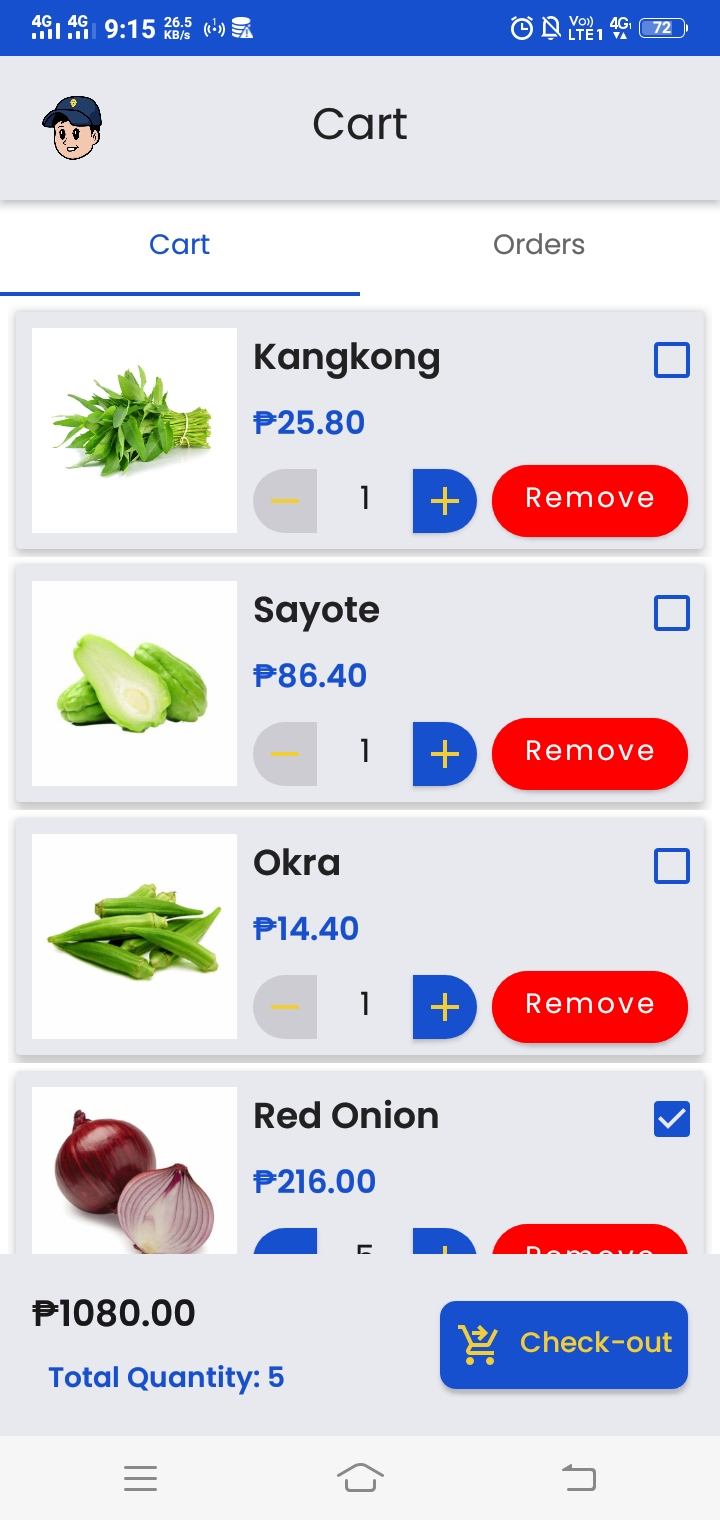 4G 4G 9:15 26.5 KB/s Vo)) LTE1 4G 72
Cart
Cart Orders
Kangkong
₱25.80
1 Remove
Sayote
₱86.40
1 Remove
Okra
₱14.40
1 Remove
Red Onion
₱216.00
5 Remove
₱1080.00
Check-out
Total Quantity: 5